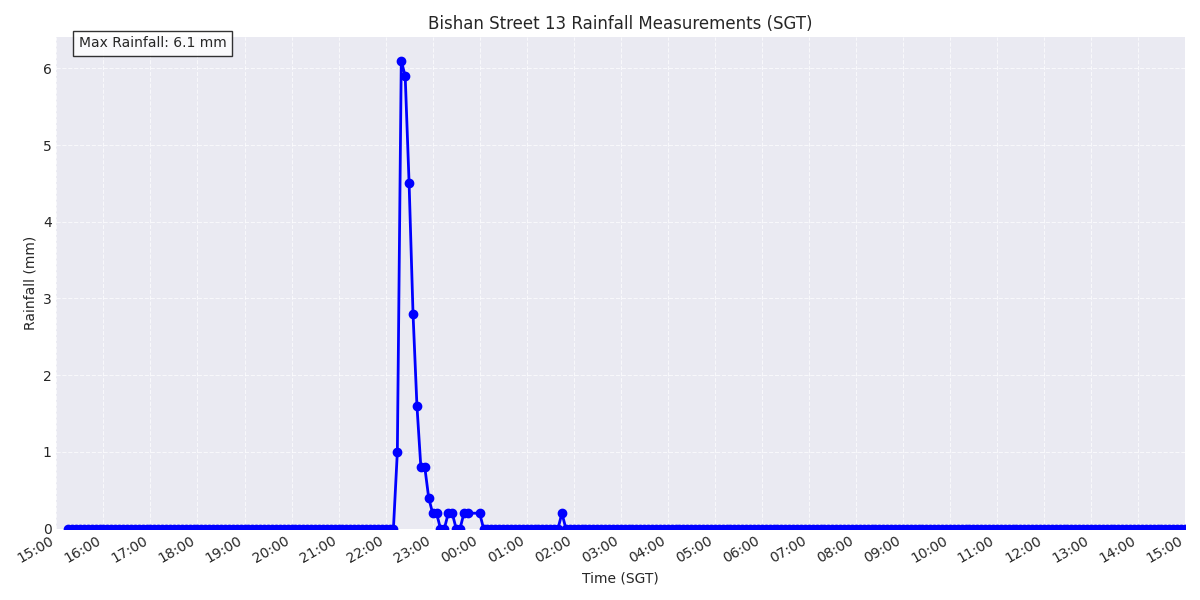 Bishan Street 13 Rainfall Measurements (SGT)
Max Rainfall: 6.1 mm
6
5
4
3
2
1
0
Rainfall (mm)
15:00 16:00 17:00 18:00 19:00 20:00 21:00 22:00 23:00 00:00 01:00 02:00 03:00 04:00 05:00 06:00 07:00 08:00 09:00 10:00 11:00 12:00 13:00 14:00 15:00
Time (SGT)